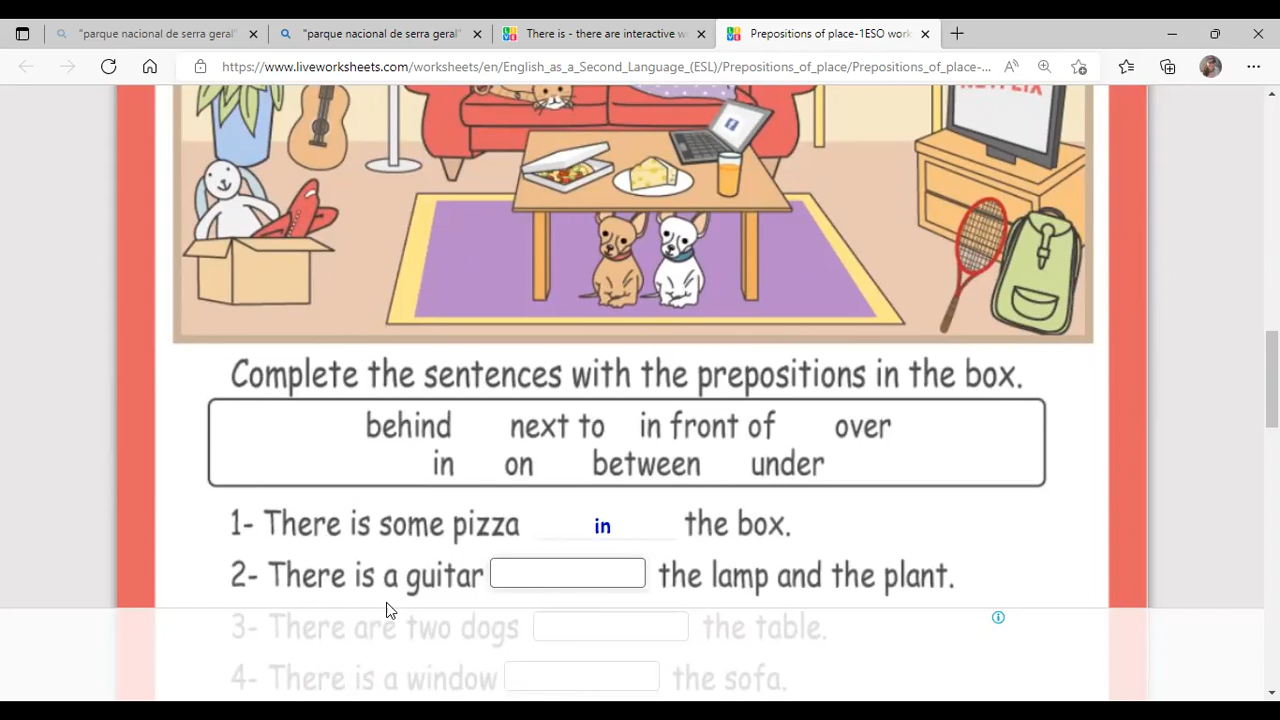 "parque nacional de serra geral"
"parque nacional de serra geral"
There is - there are interactive w
Prepositions of place-1ESO work
https://www.liveworksheets.com/worksheets/en/English_as_a_Second_Language_(ESL)/Prepositions_of_place/Prepositions_of_place-...
NETFLIX
Complete the sentences with the prepositions in the box.
behind next to in front of over
in on between under
1- There is some pizza in the box.
2- There is a guitar the lamp and the plant.
3- There are two dogs the table.
4- There is a window the sofa.